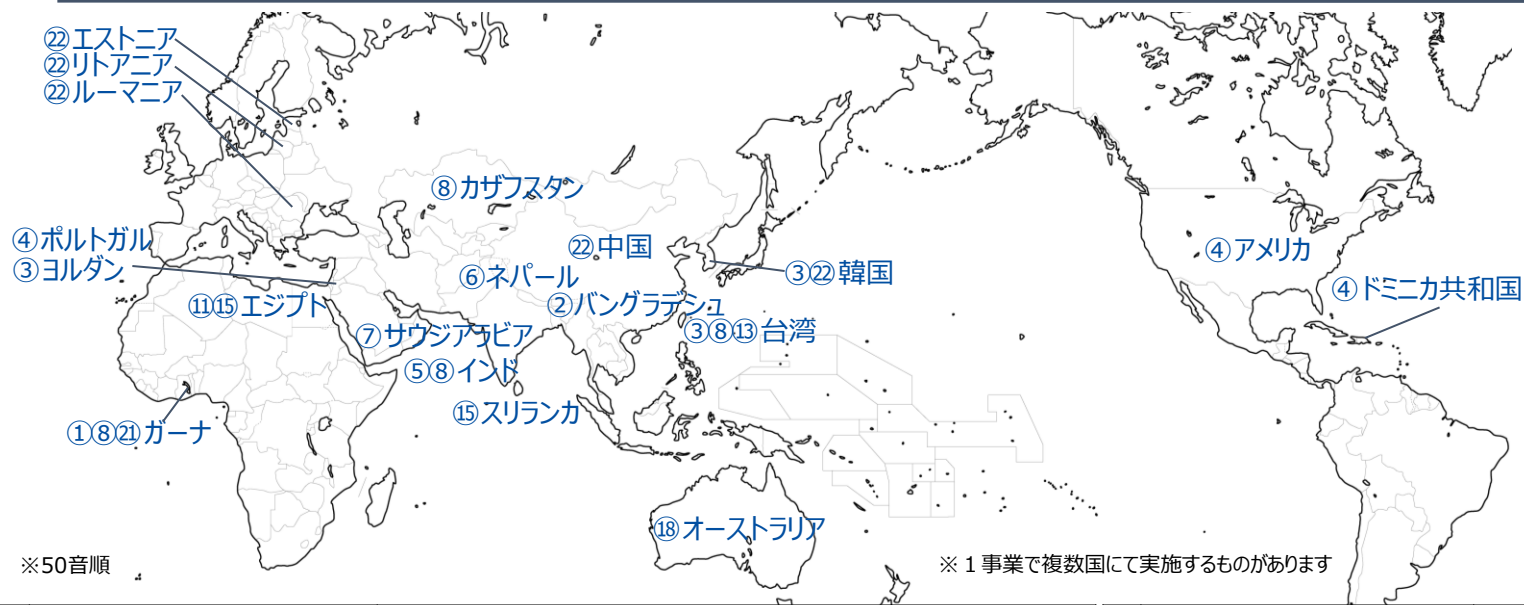 ㉒エストニア
㉒リトアニア
㉒ルーマニア
⑧カザフスタン
④ポルトガル
③ヨルダン
㉒中国
⑥ネパール
③㉒韓国
④アメリカ
④ドミニカ共和国
⑪⑮エジプト
②バングラデシュ
⑦サウジアラビア
③⑧⑬台湾
⑤⑧インド
⑮スリランカ
①⑧㉑ガーナ
⑱オーストラリア
※50音順
※１事業で複数国にて実施するものがあります